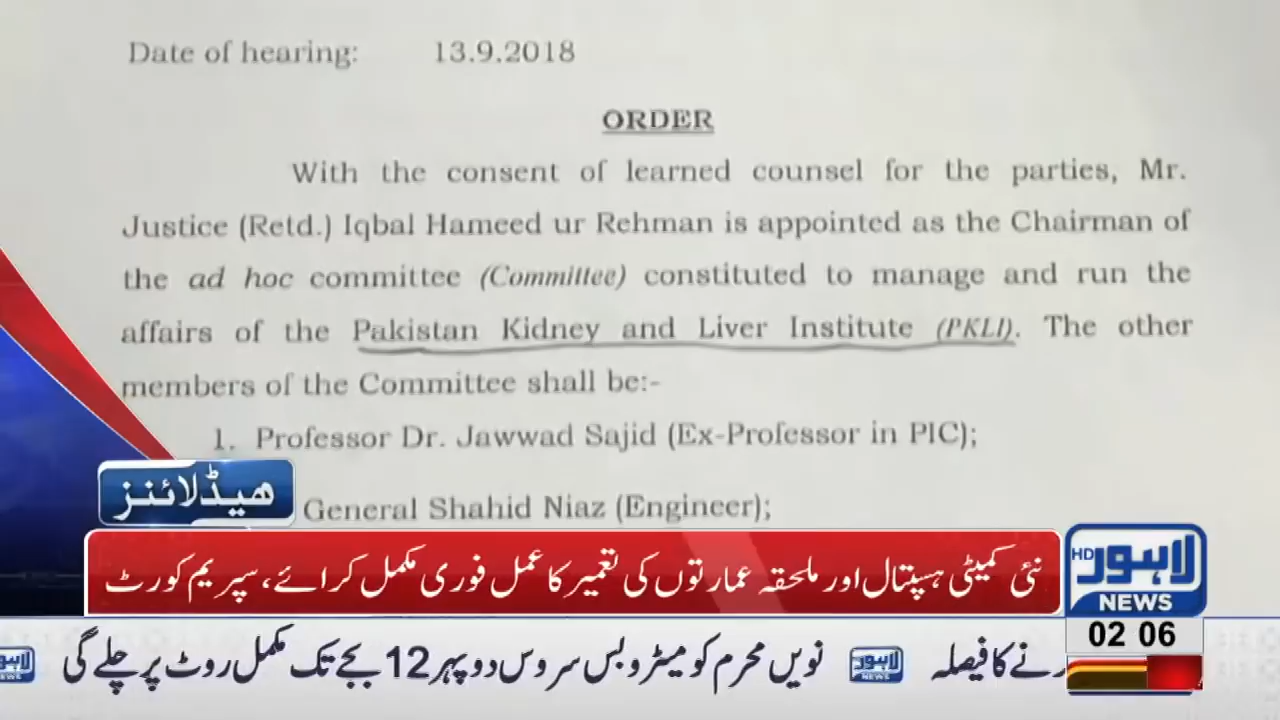 Date of hearing: 13.9.2018
ORDER
With the consent of learned counsel for the parties, Mr.
Justice (Retd.) Iqbal Hameed ur Rehman is appointed as the Chairman of
the ad hoc committee (Committee) constituted to manage and run the
affairs of the Pakistan Kidney and Liver Institute (PKLI). The other
members of the Committee shall be:-
1. Professor Dr. Jawwad Sajid (Ex-Professor in PIC);
General Shahid Niaz (Engineer);
ہیڈلائنز
نئی کمیٹی ہسپتال اور ملحقہ عمارتوں کی تعمیر کا عمل فوری مکمل کرائے، سپریم کورٹ
لاہور HD
NEWS
02 06
رنے کا فیصلہ لاہور NEWS نویں محرم کو میٹرو بس سروس دوپہر 12 بجے تک مکمل روٹ پر چلے گی لاہور NEWS